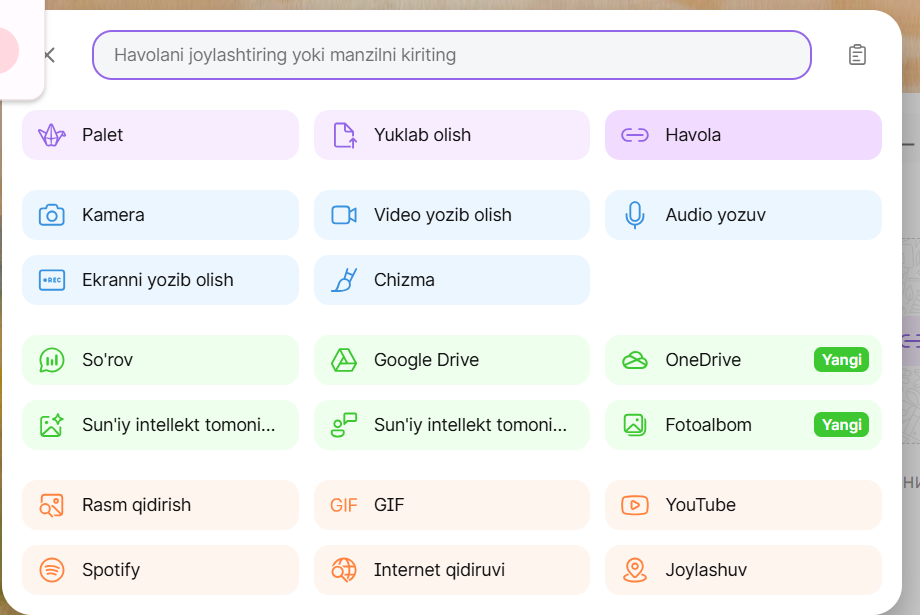 Havolani joylashtiring yoki manzilni kiriting
Palet
Yuklab olish
Havola
Kamera
Video yozib olish
Audio yozuv
REC
Ekranni yozib olish
Chizma
So'rov
Google Drive
OneDrive
Yangi
Sun'iy intellekt tomoni...
Sun'iy intellekt tomoni...
Fotoalbom
Yangi
Rasm qidirish
GIF
GIF
YouTube
Spotify
Internet qidiruvi
Joylashuv